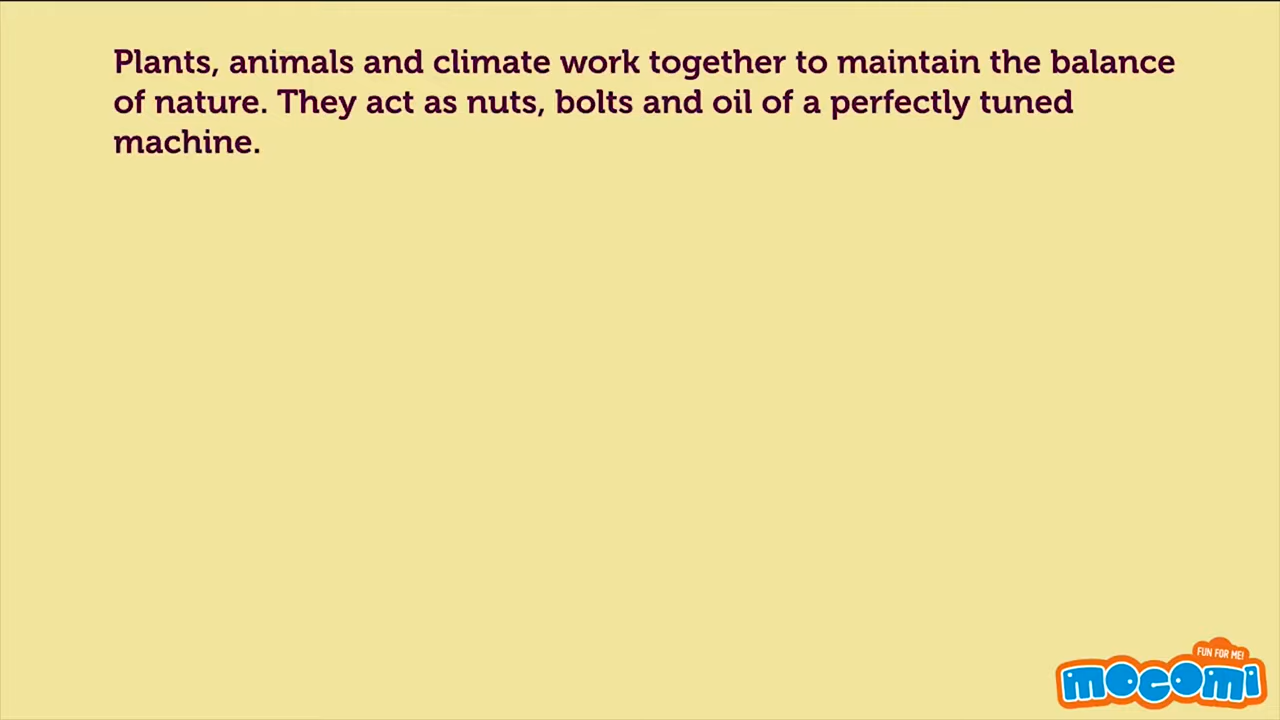 Plants, animals and climate work together to maintain the balance
of nature. They act as nuts, bolts and oil of a perfectly tuned
machine.
FUN FOR ME!
mocomi